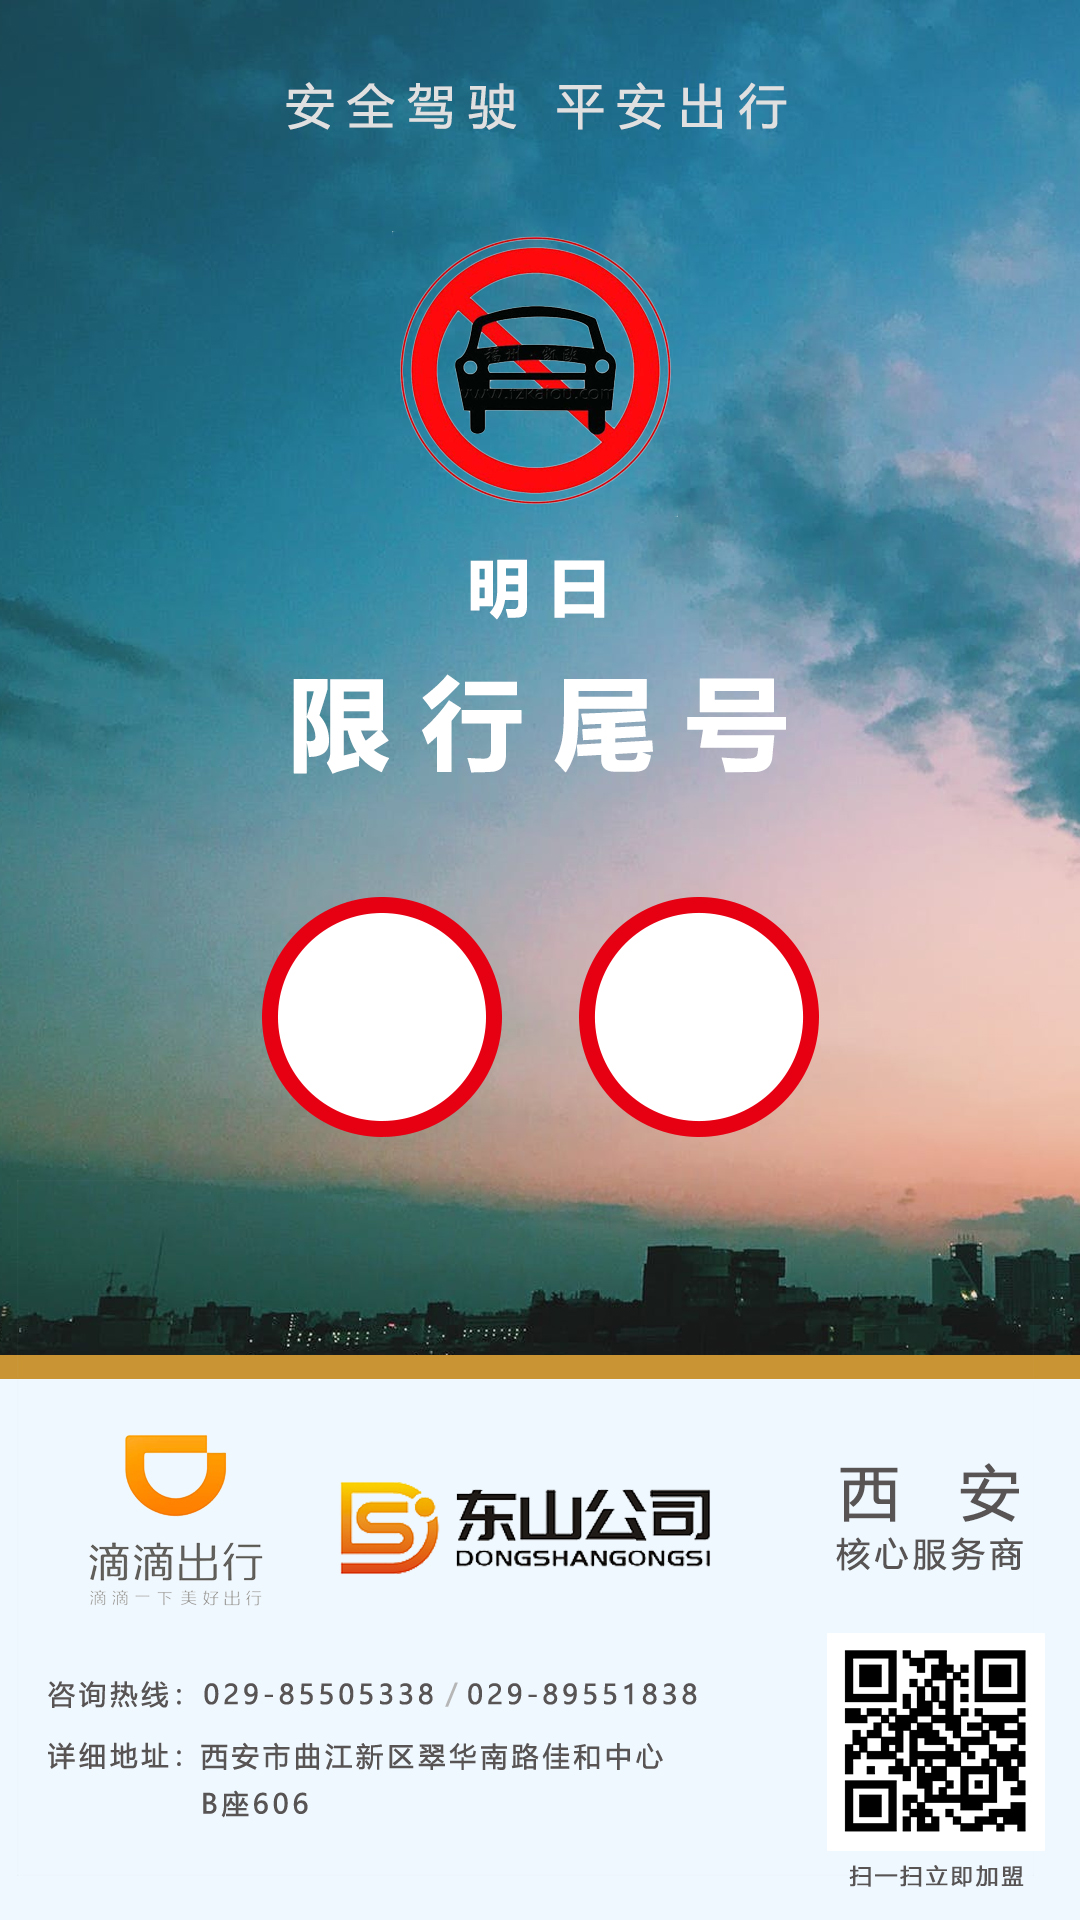 安全驾驶 平安出行
www.fzkaiou.com
明日
限行尾号
滴滴出行
滴滴一下 美好出行
东山公司
DONGSHANGONGSI
西安
核心服务商
咨询热线：029-85505338 / 029-89551838
详细地址：西安市曲江新区翠华南路佳和中心
B座606
扫一扫立即加盟